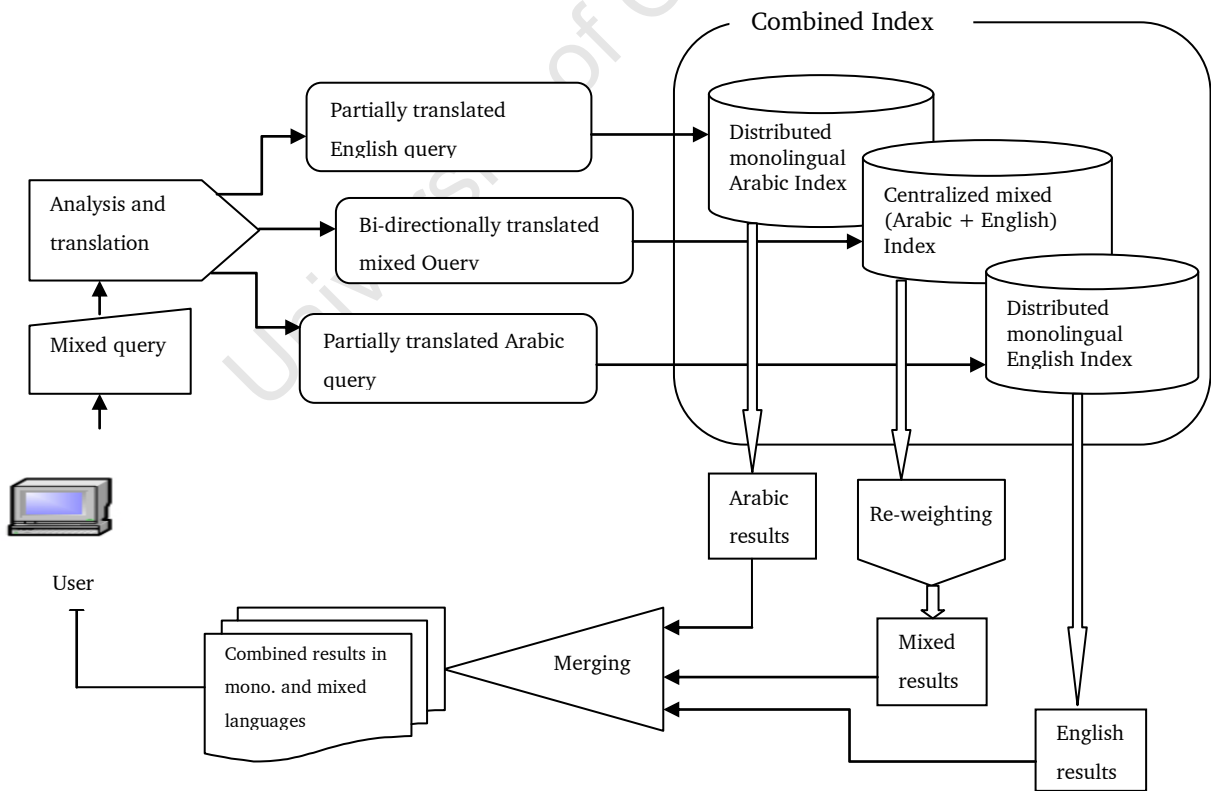 Combined Index
Partially translated
English query
Distributed
monolingual
Arabic Index
Analysis and
translation
Bi-directionally translated
mixed Query
Centralized mixed
(Arabic + English)
Index
Mixed query
Partially translated Arabic
query
Distributed
monolingual
English Index
Arabic
results
Re-weighting
User
Combined results in
mono. and mixed
languages
Merging
Mixed
results
English
results